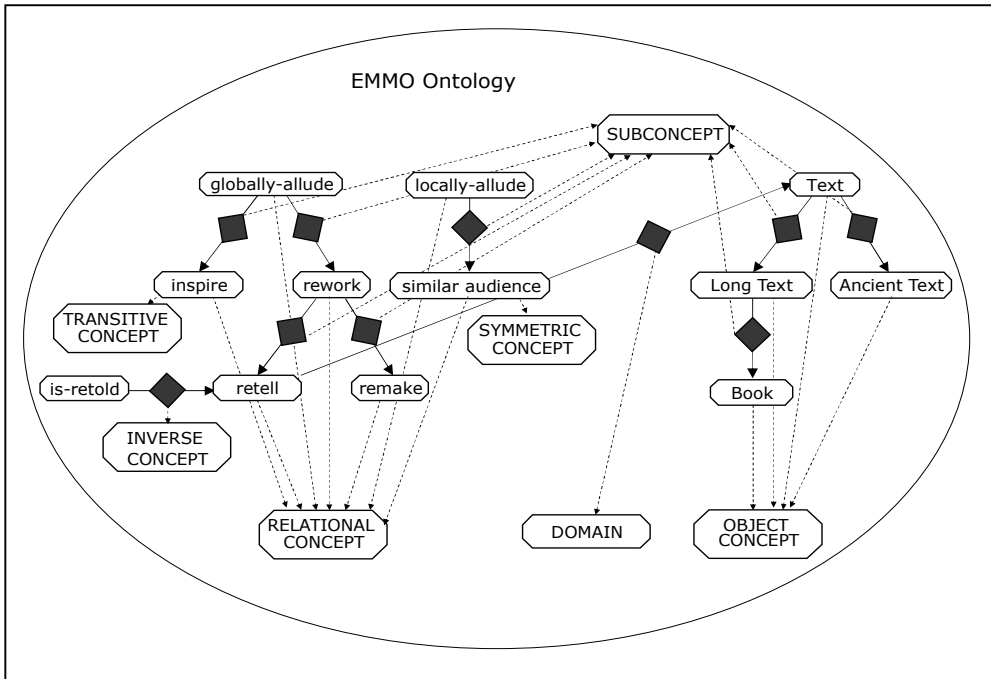 EMMO Ontology
SUBCONCEPT
globally-allude
locally-allude
Text
inspire
rework
similar audience
Long Text
Ancient Text
TRANSITIVE
CONCEPT
SYMMETRIC
CONCEPT
is-retold
retell
remake
Book
INVERSE
CONCEPT
RELATIONAL
CONCEPT
DOMAIN
OBJECT
CONCEPT